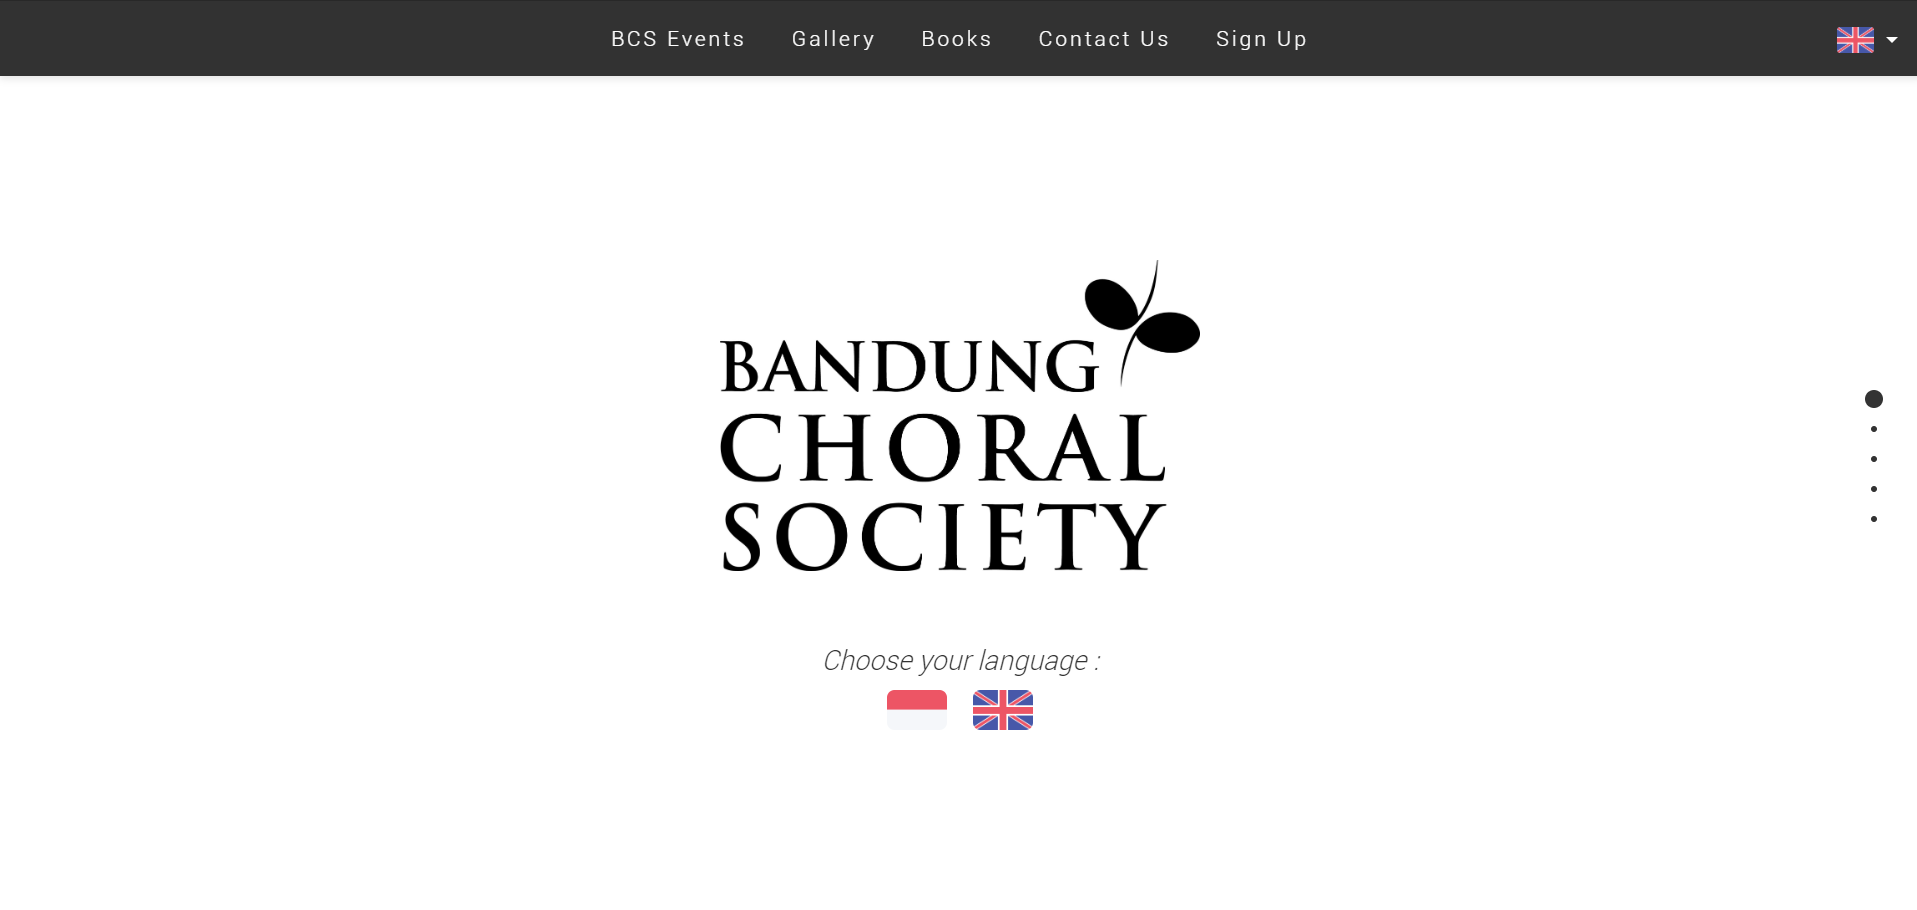 BCS Events Gallery Books Contact Us Sign Up
BANDUNG
CHORAL
SOCIETY
Choose your language :